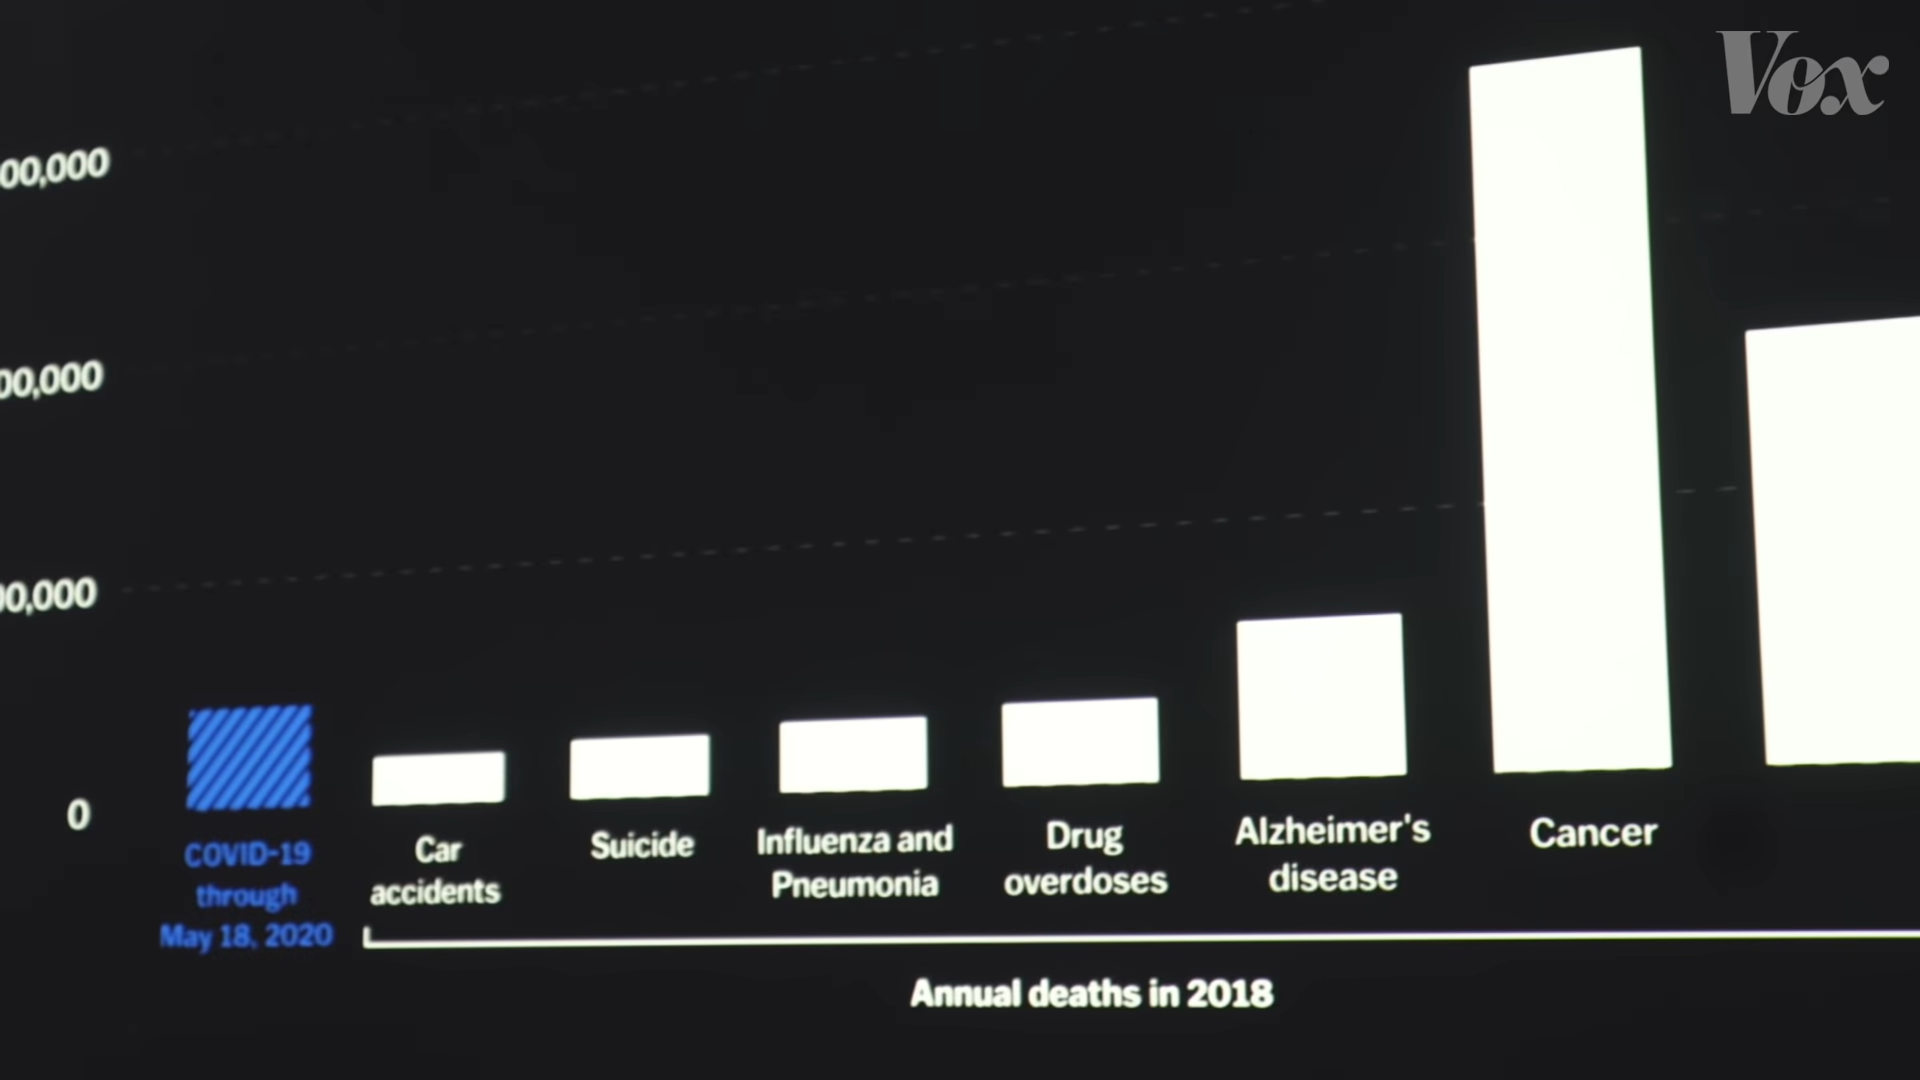 Vox
00,000
00,000
00,000
0
COVID-19
through
May 18, 2020
Car
accidents
Suicide
Influenza and
Pneumonia
Drug
overdoses
Alzheimer's
disease
Cancer
Annual deaths in 2018